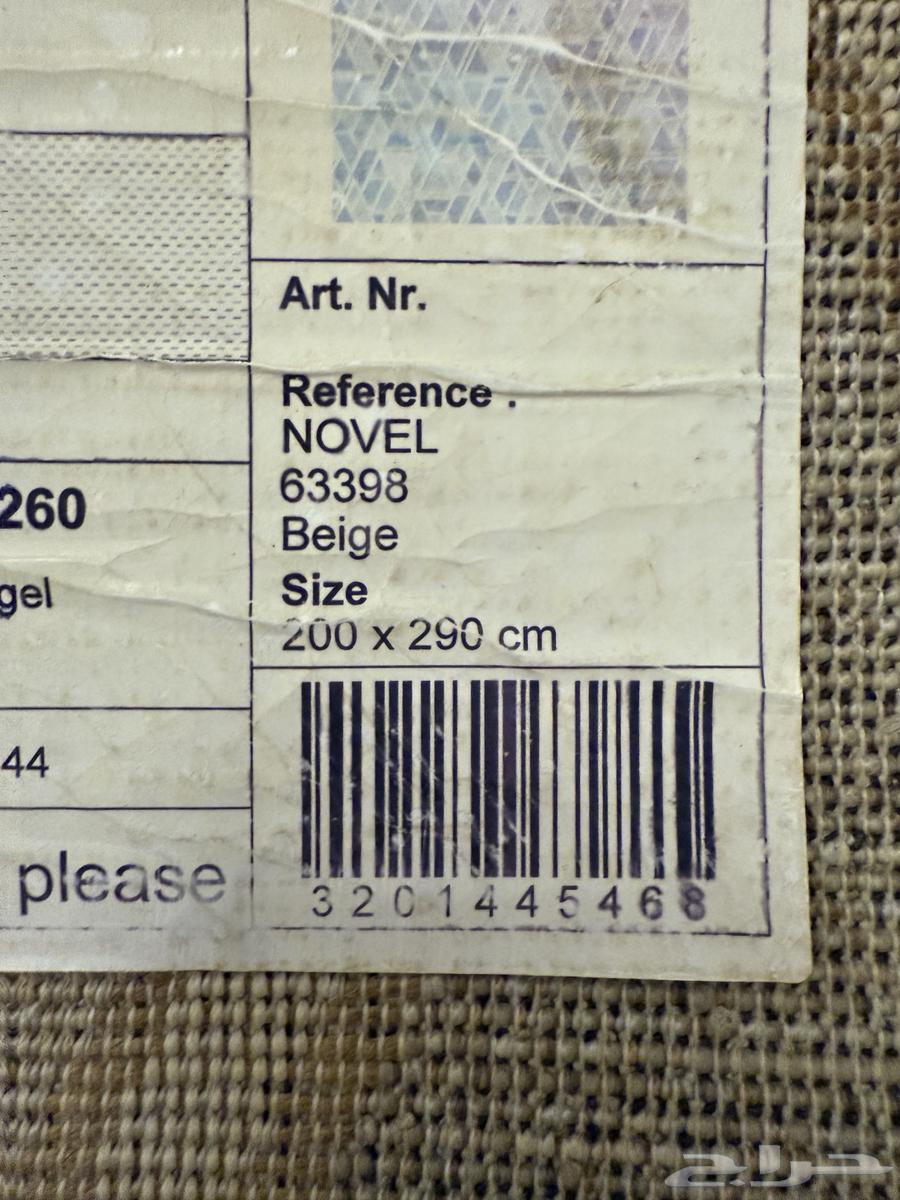 Art. Nr.
Reference .
NOVEL
63398
Beige
Size
200 x 290 cm
3201445468
260
gel
44
please
حراج